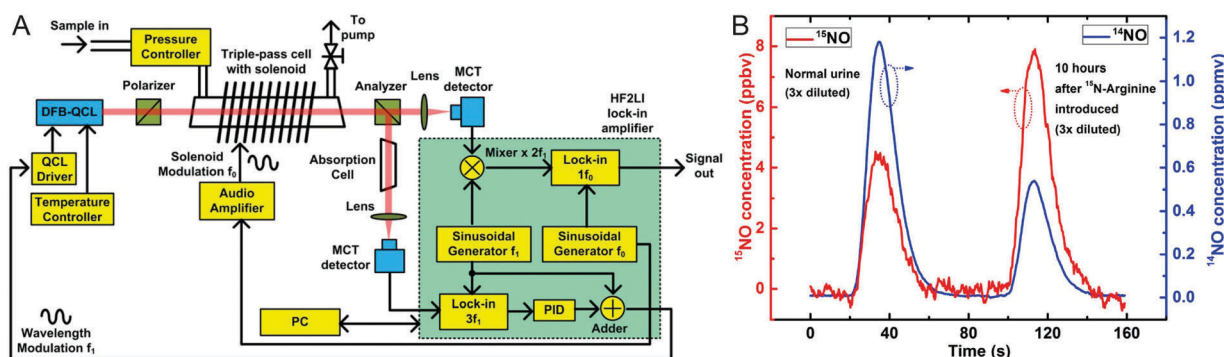 A
Sample in
Pressure
Controller
To
pump
Triple-pass cell
with solenoid
Polarizer
Analyzer
Lens
MCT
detector
HF2LI
lock-in
amplifier
DFB-QCL
QCL
Driver
Temperature
Controller
Solenoid
Modulation f₀
Audio
Amplifier
Absorption
Cell
Lens
MCT
detector
Mixer x 2f₁
Lock-in
1f₀
Signal
out
Sinusoidal
Generator f₁
Sinusoidal
Generator f₀
Lock-in
3f₁
PID
Adder
PC
Wavelength
Modulation f₁
B
¹⁵NO
¹⁴NO
Normal urine
(3x diluted)
10 hours
after ¹⁵N-Arginine
introduced
(3x diluted)
¹⁵NO concentration (ppbv)
8
6
4
2
0
¹⁴NO concentration (ppmv)
1.2
1.0
0.8
0.6
0.4
0.2
0.0
0 40 80 120 160
Time (s)